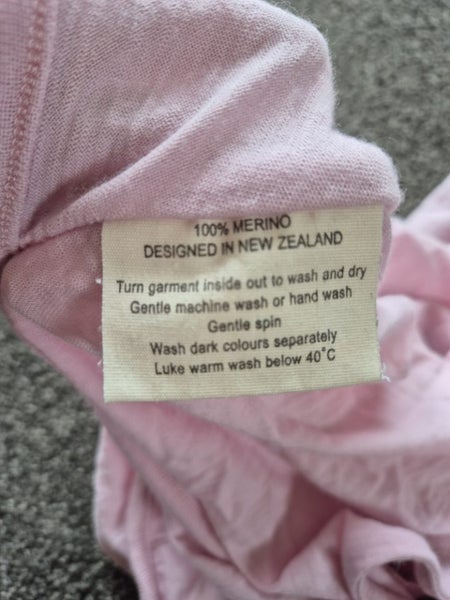 100% MERINO
DESIGNED IN NEW ZEALAND
Turn garment inside out to wash and dry
Gentle machine wash or hand wash
Gentle spin
Wash dark colours separately
Luke warm wash below 40°C